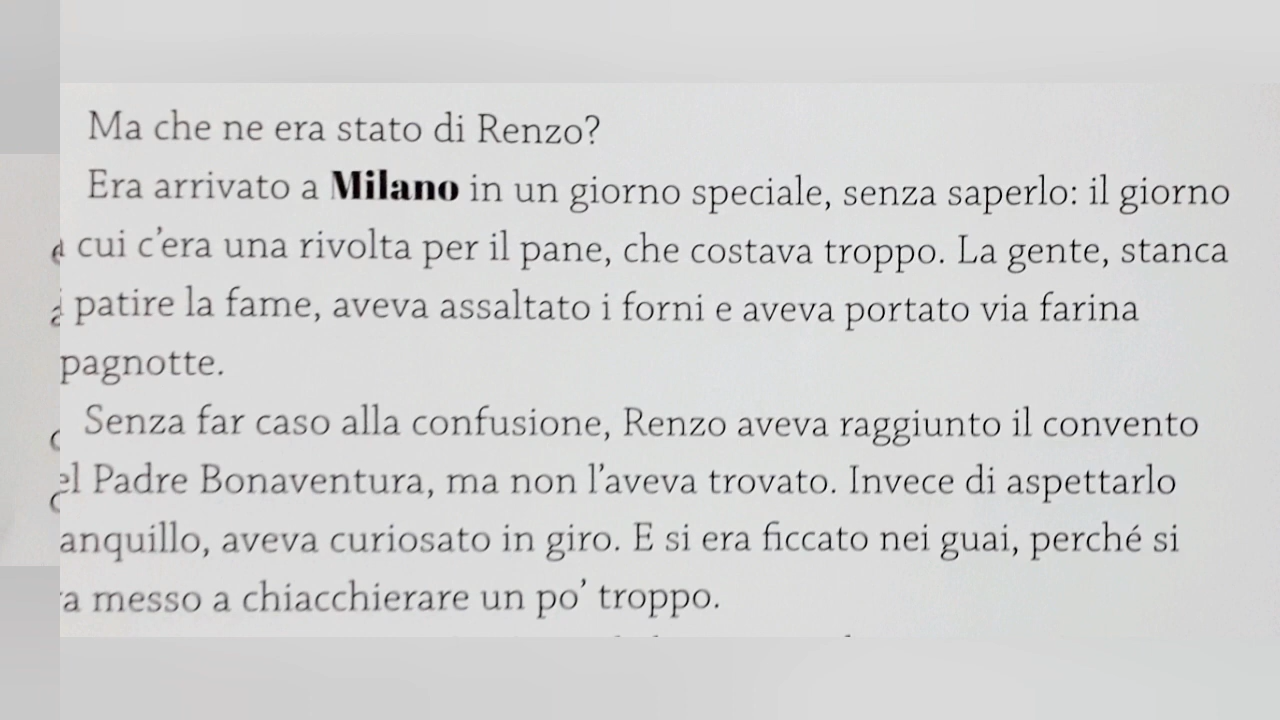 Ma che ne era stato di Renzo?
Era arrivato a Milano in un giorno speciale, senza saperlo: il giorno
cui c'era una rivolta per il pane, che costava troppo. La gente, stanca
patire la fame, aveva assaltato i forni e aveva portato via farina
pagnotte.
Senza far caso alla confusione, Renzo aveva raggiunto il convento
el Padre Bonaventura, ma non l'aveva trovato. Invece di aspettarlo
anquillo, aveva curiosato in giro. E si era ficcato nei guai, perché si
a messo a chiacchierare un po' troppo.